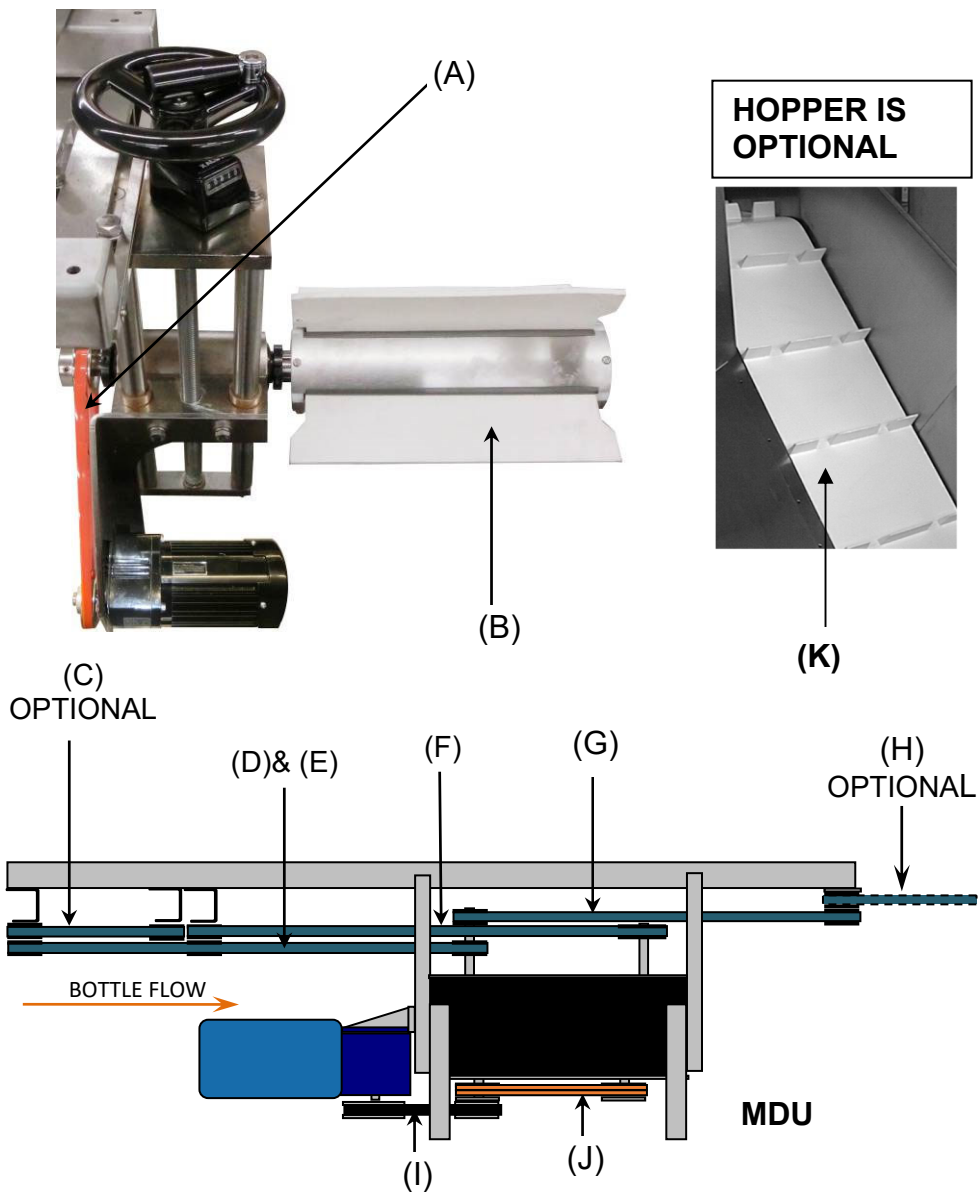 (A)
HOPPER IS
OPTIONAL
(B)
(K)
(C)
OPTIONAL
(D)& (E)
(F)
(G)
(H)
OPTIONAL
BOTTLE FLOW
MDU
(I)
(J)